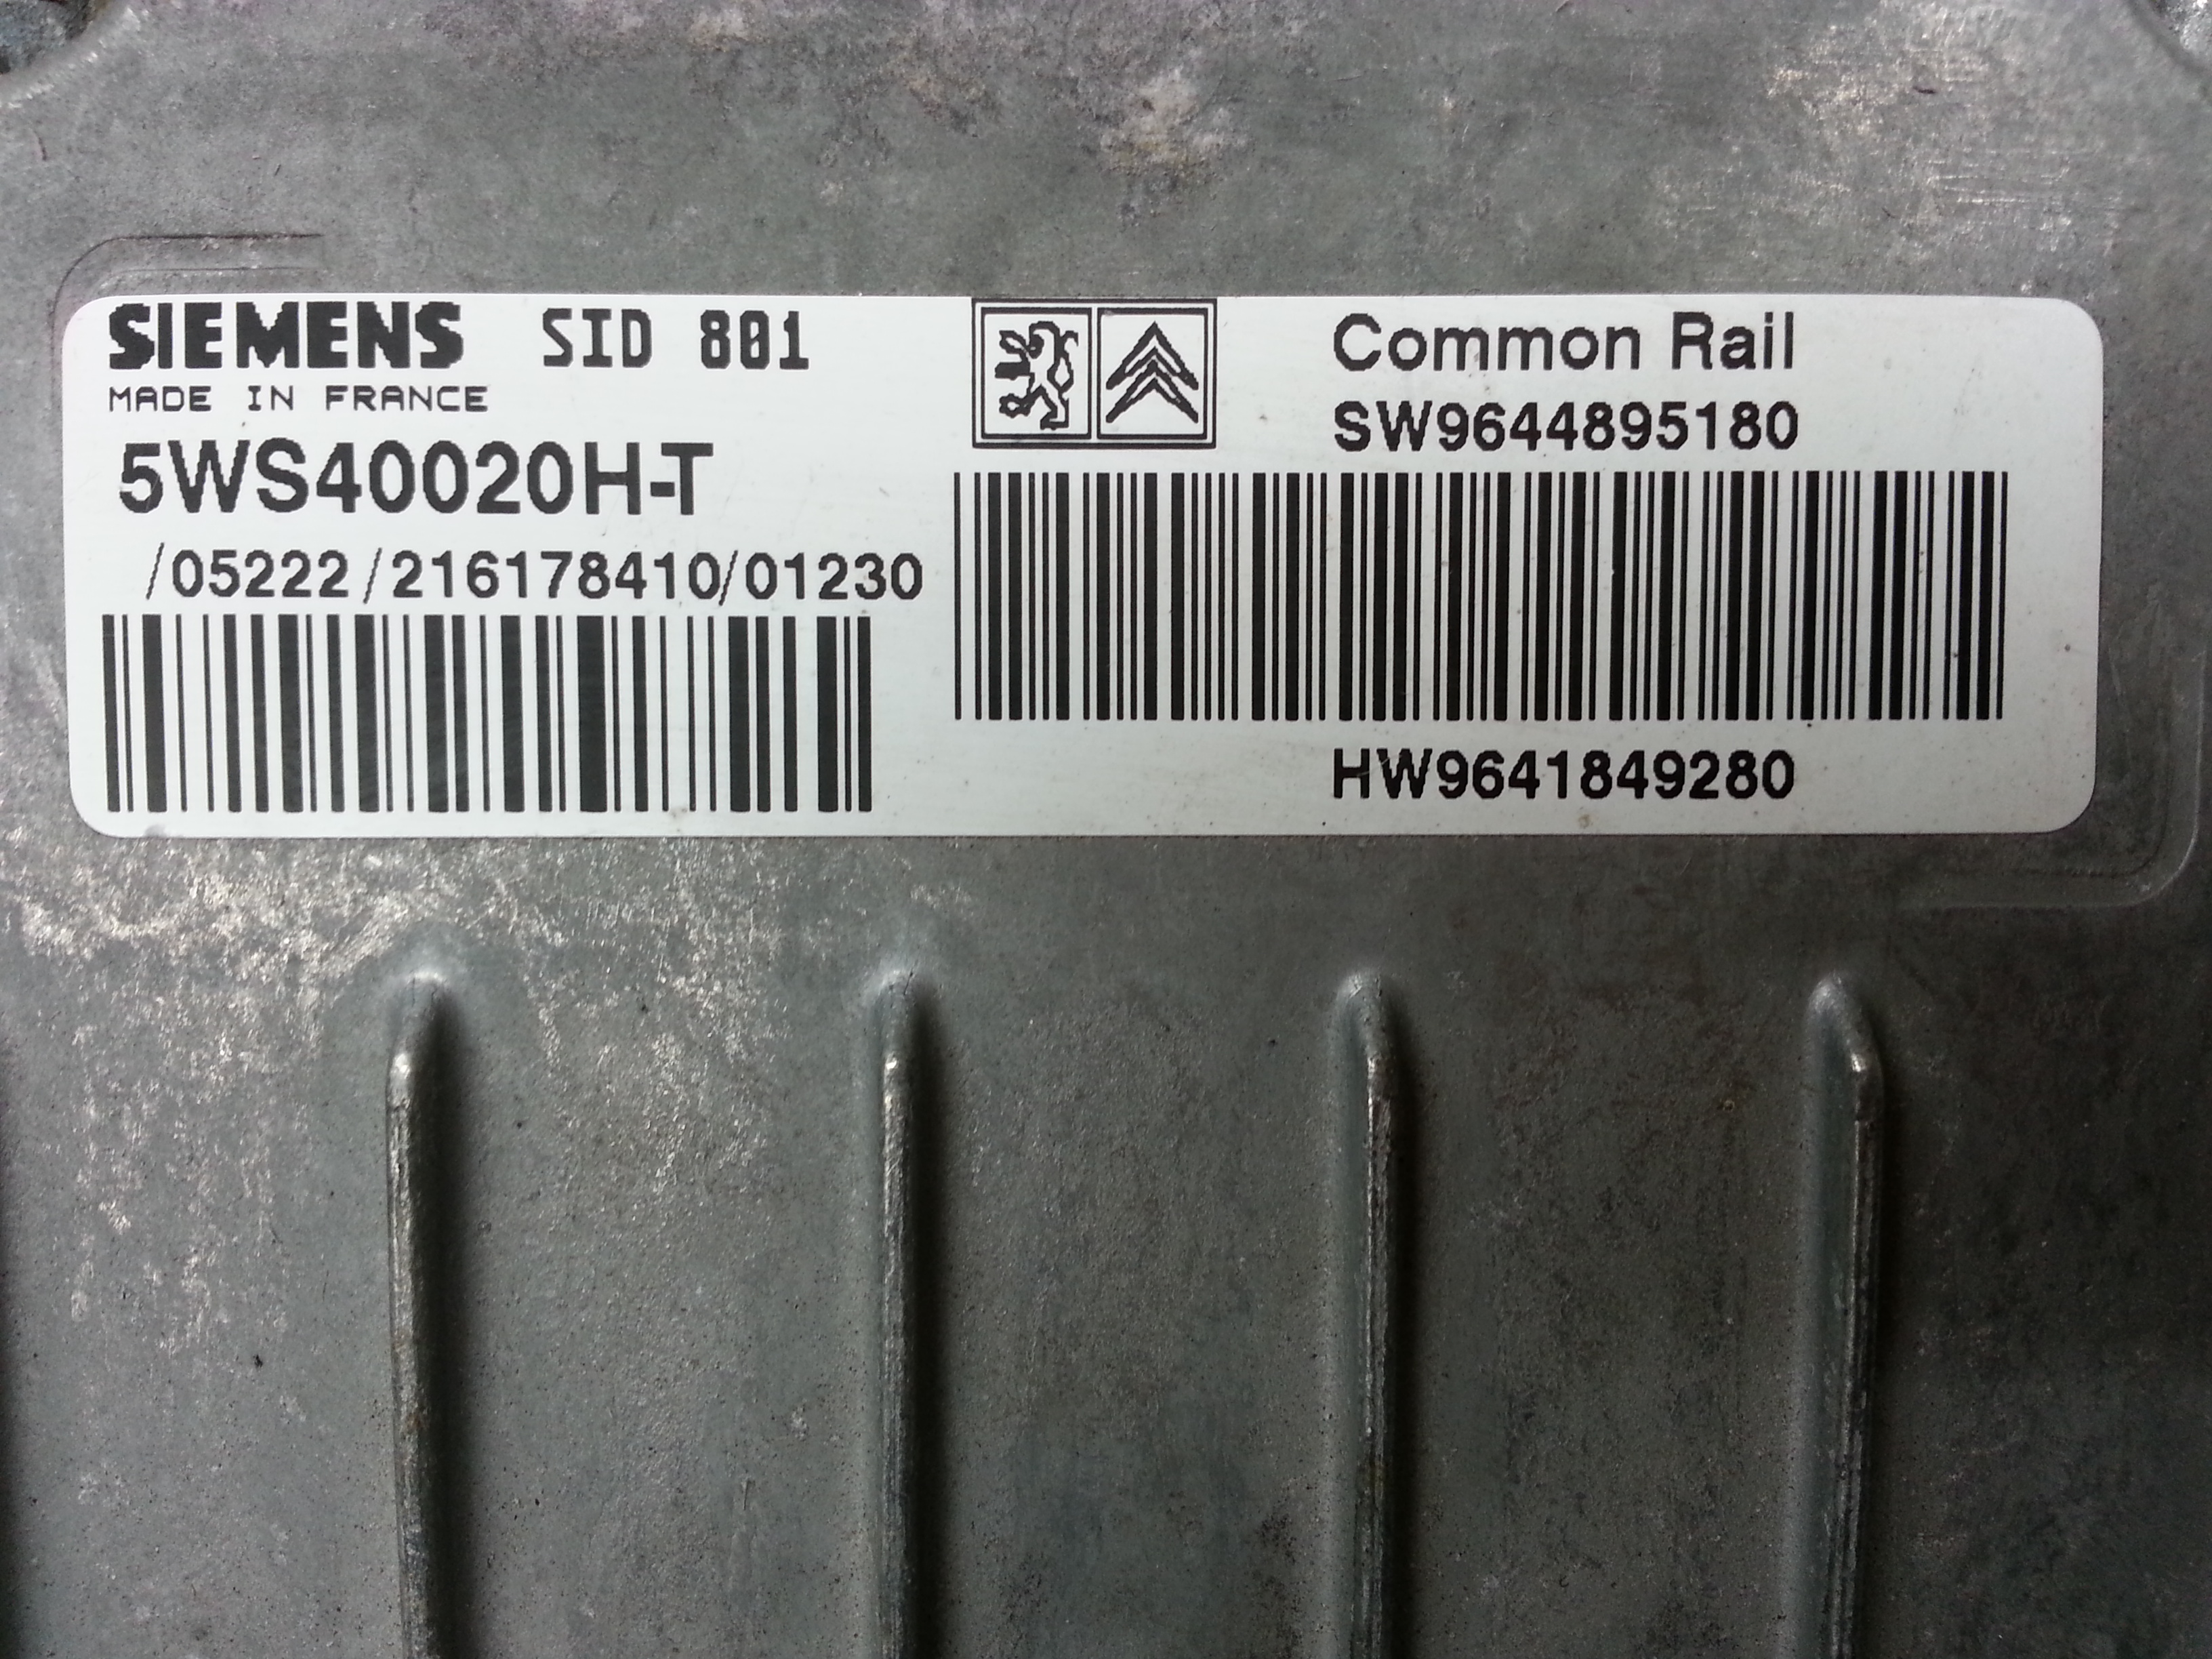 SIEMENS SID 801
MADE IN FRANCE
5WS40020H-T
/05222/216178410/01230
Common Rail
SW9644895180
HW9641849280